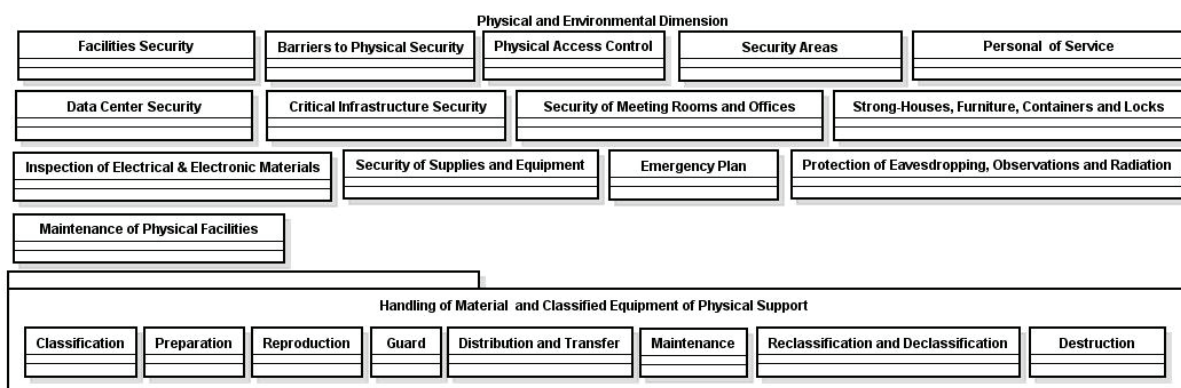 Physical and Environmental Dimension
Facilities Security
Barriers to Physical Security
Physical Access Control
Security Areas
Personal of Service
Data Center Security
Critical Infrastructure Security
Security of Meeting Rooms and Offices
Strong-Houses, Furniture, Containers and Locks
Inspection of Electrical & Electronic Materials
Security of Supplies and Equipment
Emergency Plan
Protection of Eavesdropping, Observations and Radiation
Maintenance of Physical Facilities
Handling of Material and Classified Equipment of Physical Support
Classification
Preparation
Reproduction
Guard
Distribution and Transfer
Maintenance
Reclassification and Declassification
Destruction